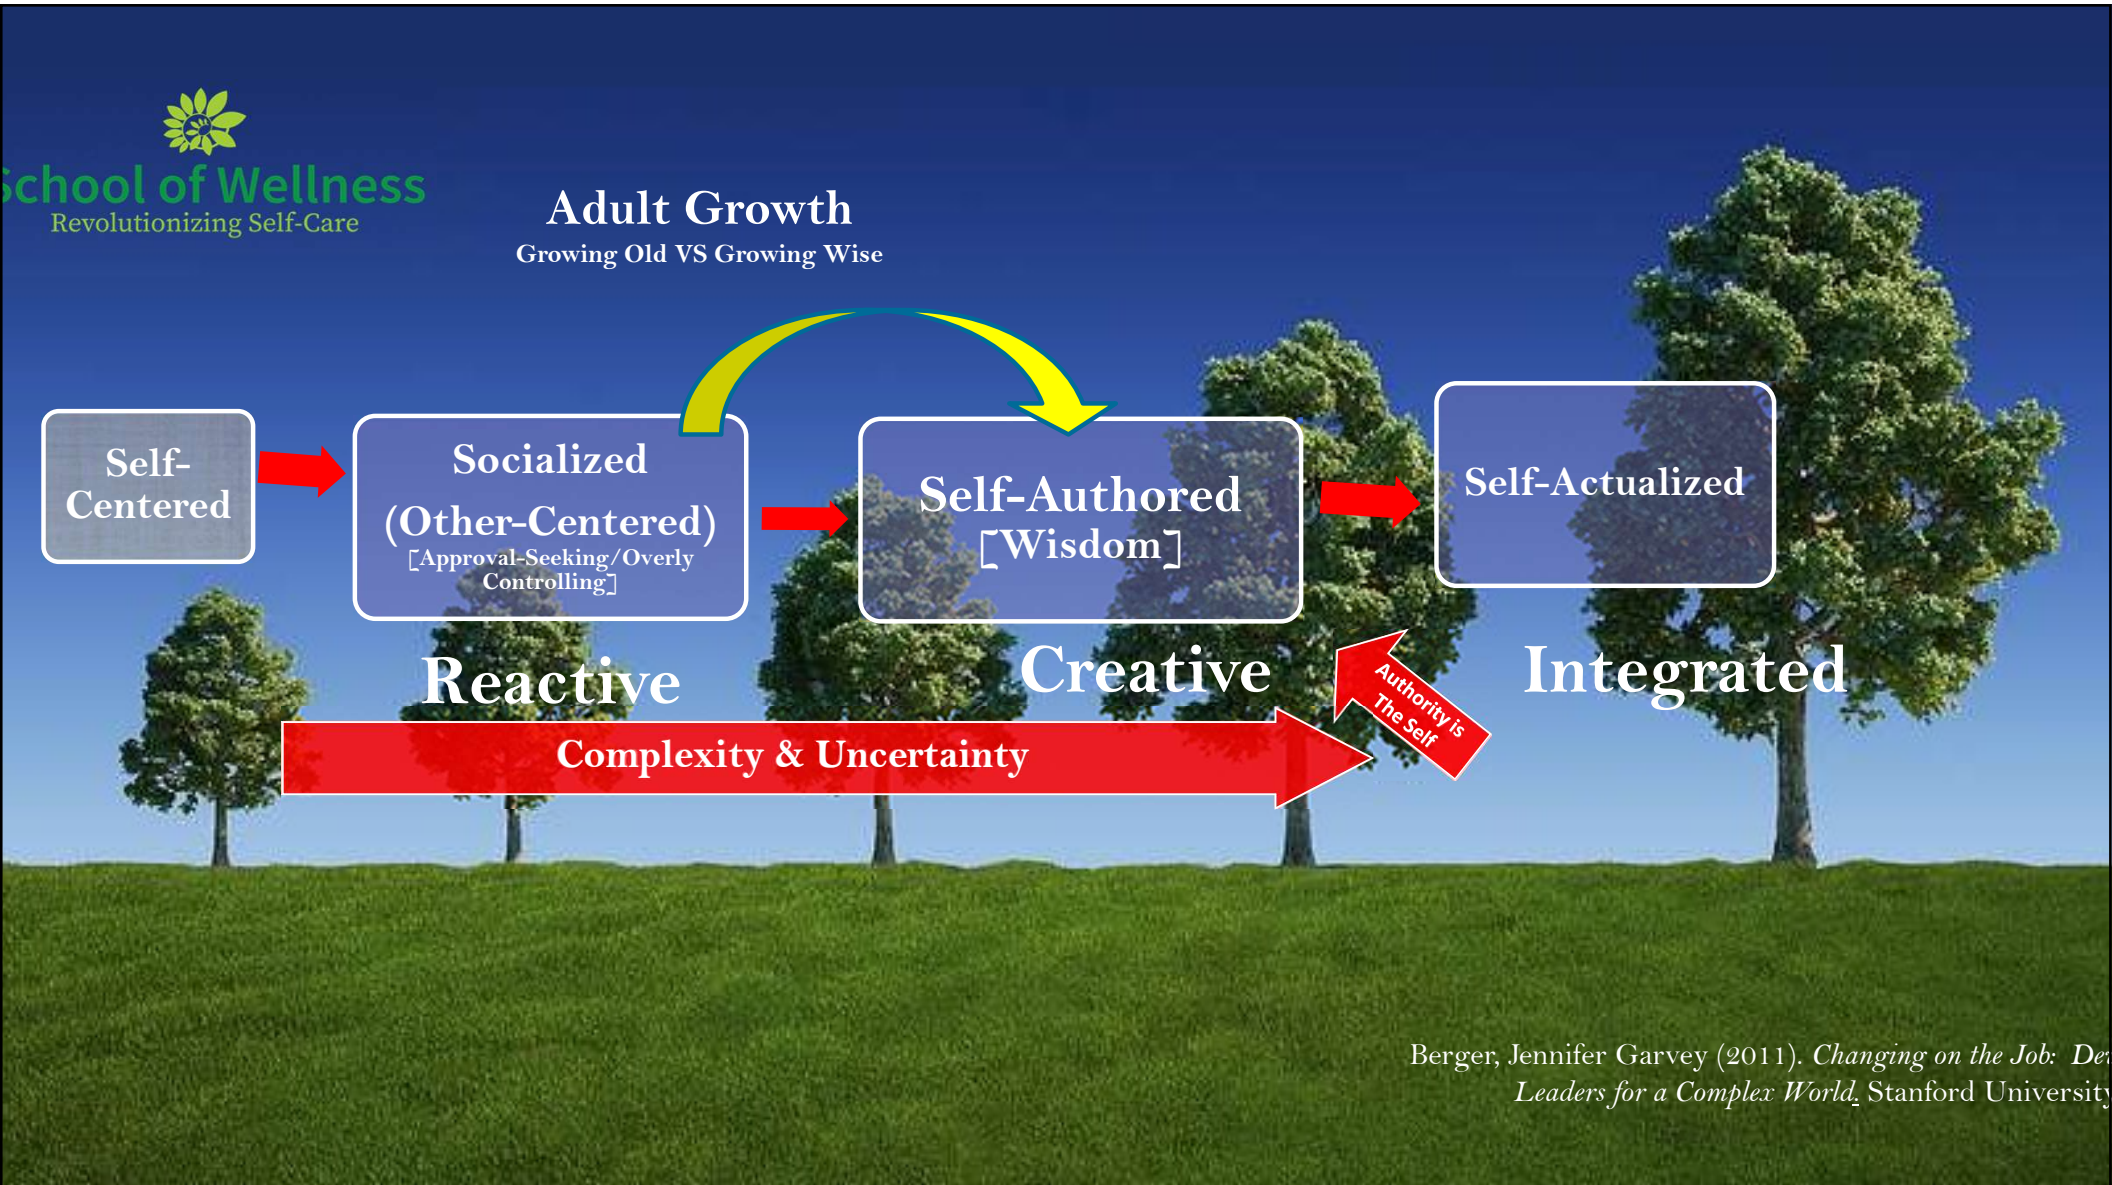 School of Wellness
Revolutionizing Self-Care
Adult Growth
Growing Old VS Growing Wise
Self-
Centered
Socialized
(Other-Centered)
[Approval-Seeking/Overly
Controlling]
Self-Authored
[Wisdom]
Self-Actualized
Reactive
Creative
Integrated
Authority is
The Self
Complexity & Uncertainty
Berger, Jennifer Garvey (2011). Changing on the Job: 
Leaders for a Complex World. Stanford University